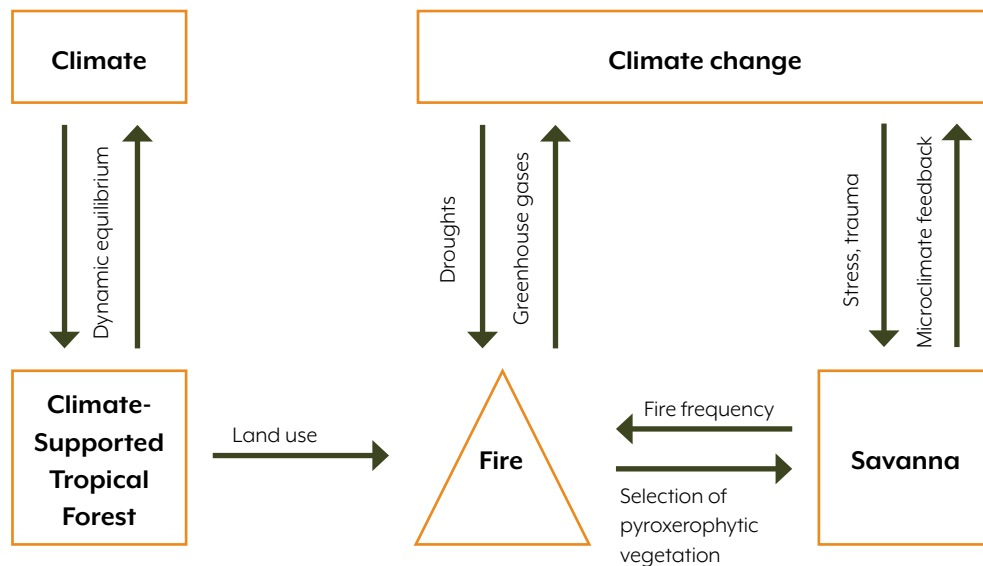 Climate
Climate change
Dynamic equilibrium
Droughts
Greenhouse gases
Stress, trauma
Microclimate feedback
Climate-
Supported
Tropical
Forest
Land use
Fire
Fire frequency
Selection of
pyroxerophytic
vegetation
Savanna